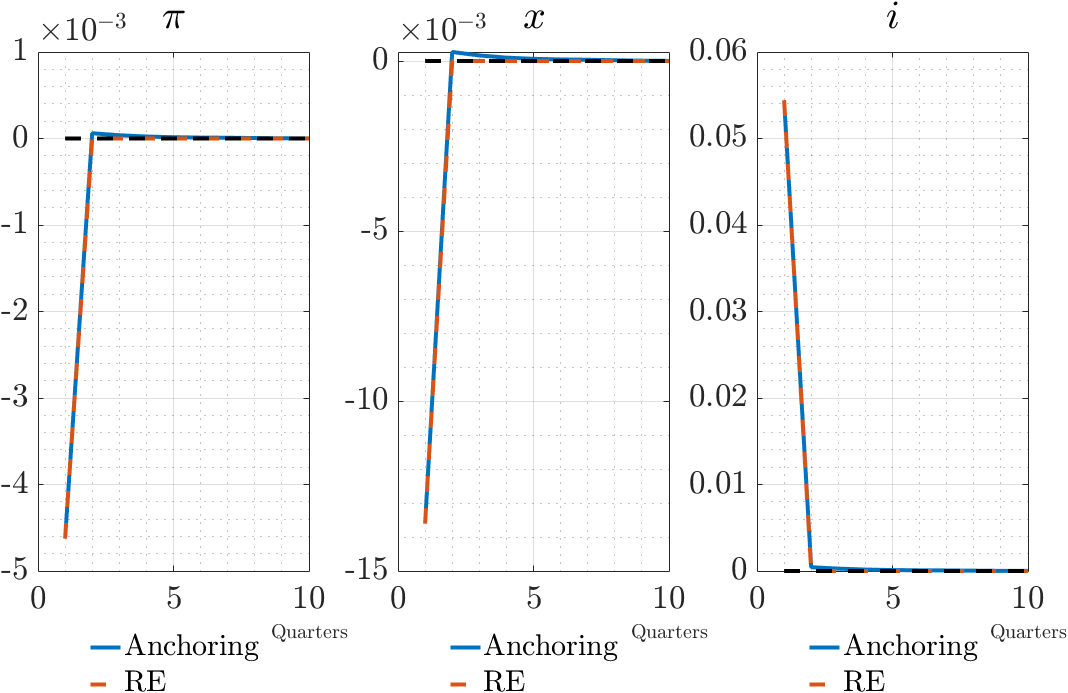 π
×10⁻³
1
0
-1
-2
-3
-4
-5
0 5 10
Quarters
Anchoring
RE
x
×10⁻³
0
-5
-10
-15
0 5 10
Quarters
Anchoring
RE
i
0.06
0.05
0.04
0.03
0.02
0.01
0
0 5 10
Quarters
Anchoring
RE